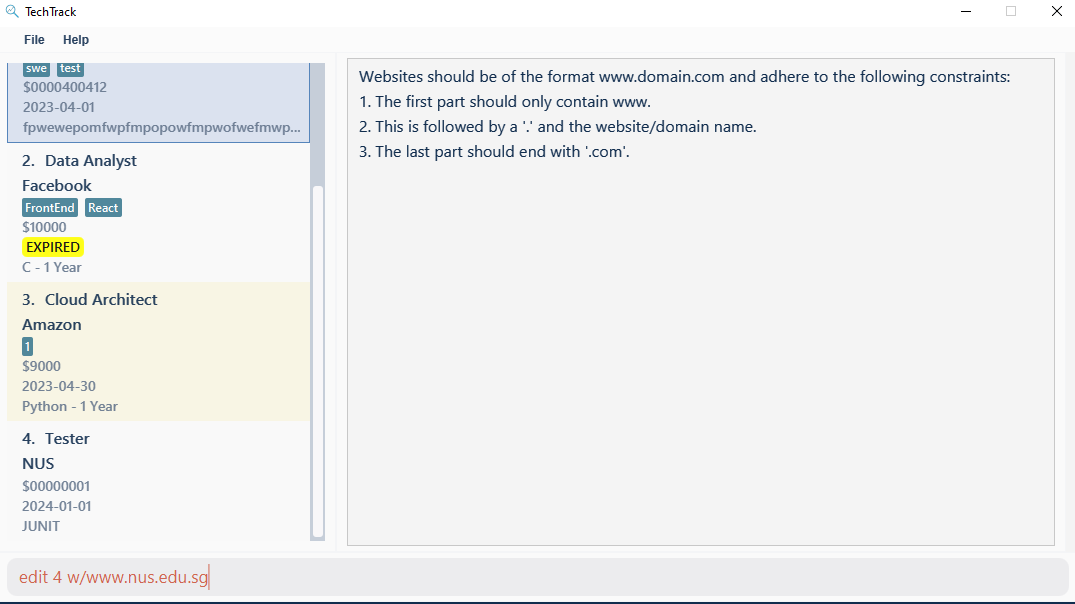 TechTrack
File Help
swe test
$0000400412
2023-04-01
fpwewepomfwpfmpopowfmpwofwefmwp...
2. Data Analyst
Facebook
FrontEnd React
$10000
EXPIRED
C - 1 Year
3. Cloud Architect
Amazon
1
$9000
2023-04-30
Python - 1 Year
4. Tester
NUS
$00000001
2024-01-01
JUNIT
Websites should be of the format www.domain.com and adhere to the following constraints:
1. The first part should only contain www.
2. This is followed by a '.' and the website/domain name.
3. The last part should end with '.com'.
edit 4 w/www.nus.edu.sg